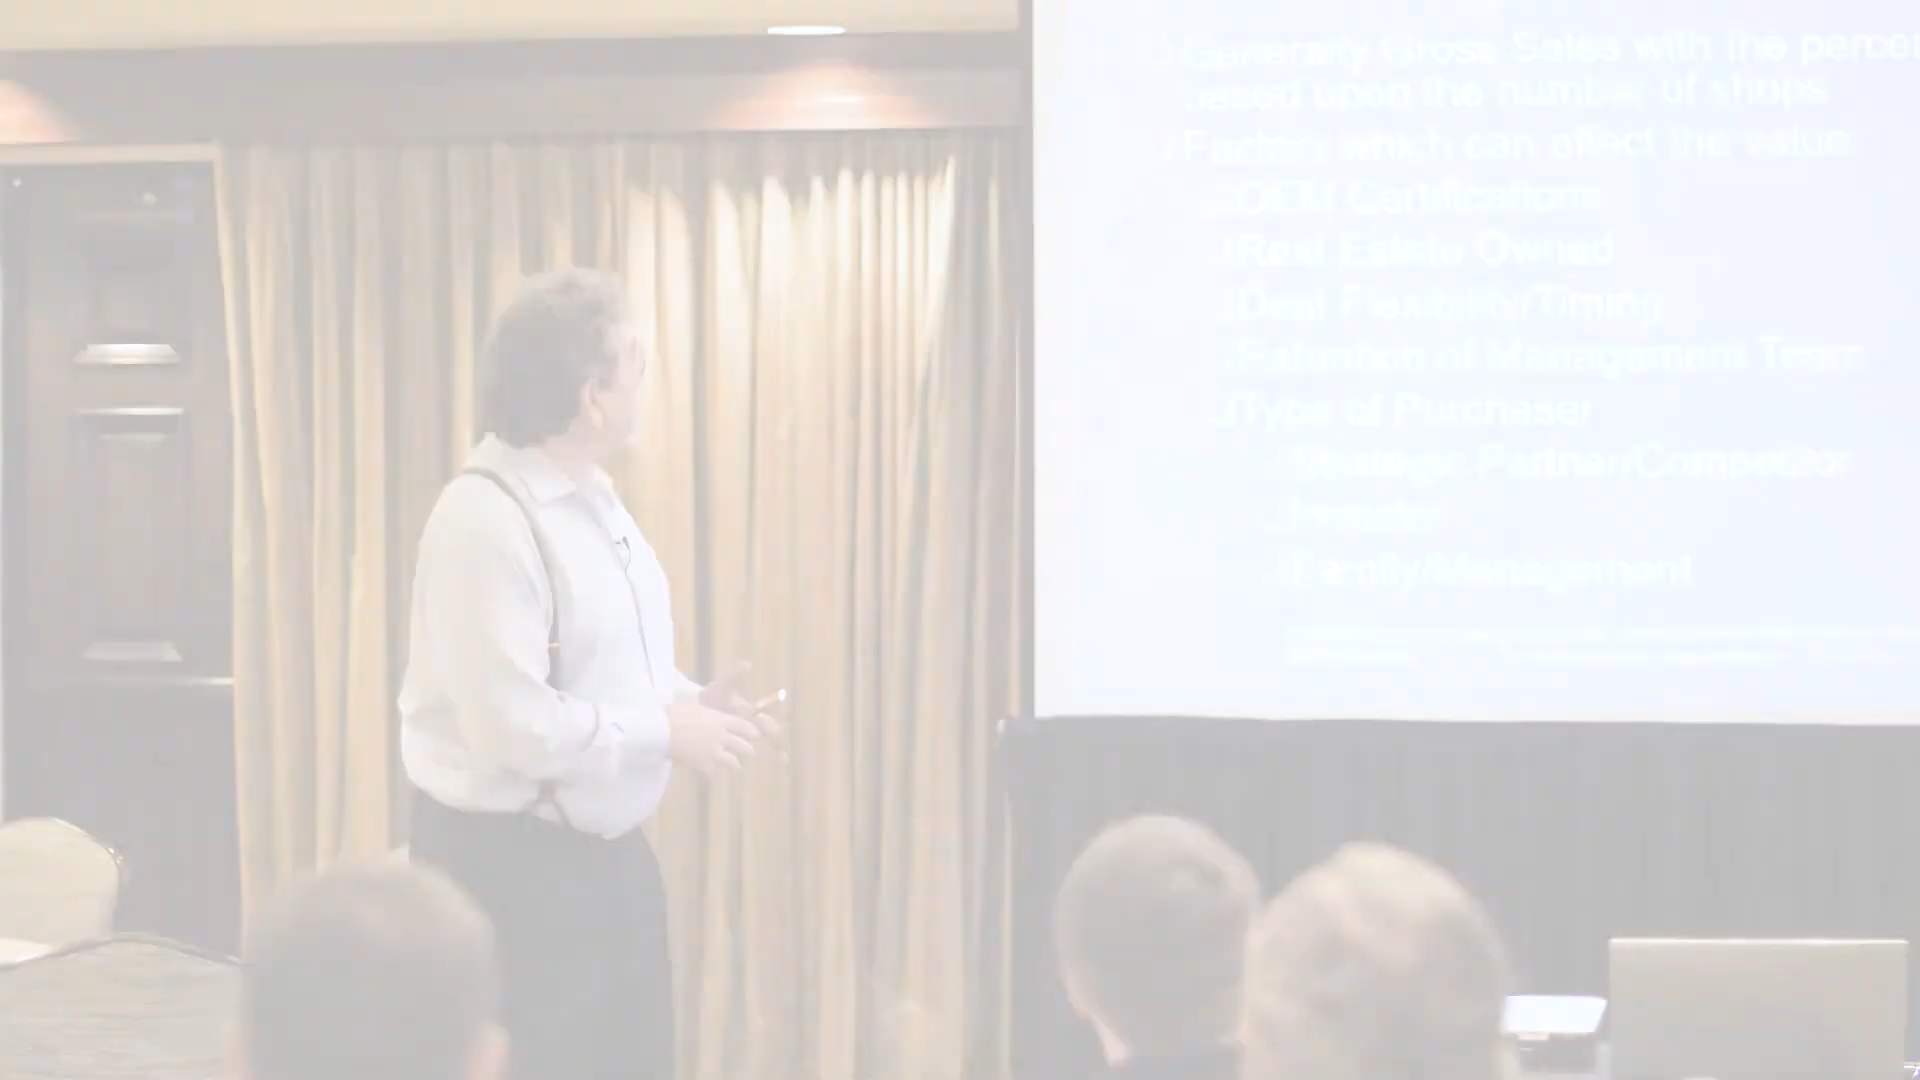 Generally Gross Sales with the
based upon the number of shops
Factors which can affect the value:
OEM Certifications
Real Estate Owned
Deal Flexibility/Timing
Retention of Management Team
Type of Purchaser
Strategic Partner/Competitor
Investor
Family/Management